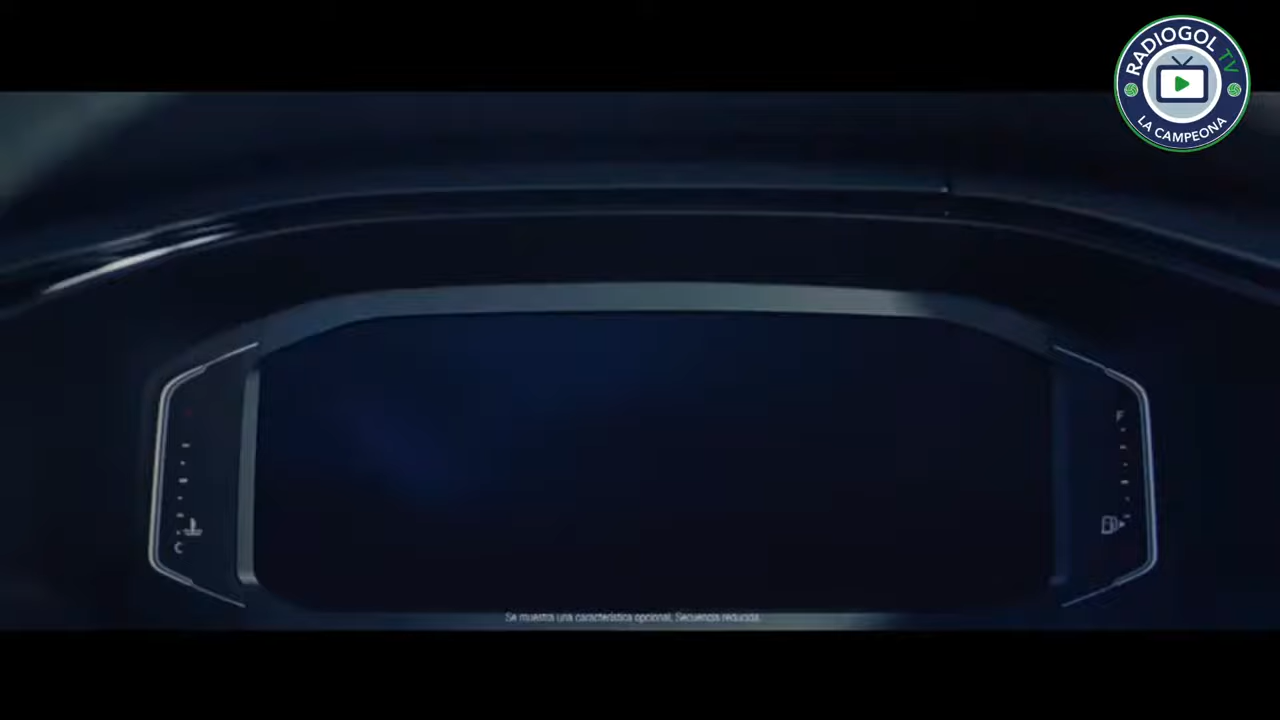 RADIOGOL TV
LA CAMPEONA
F
C
Se muestra una característica opcional. Secuencia reducida.